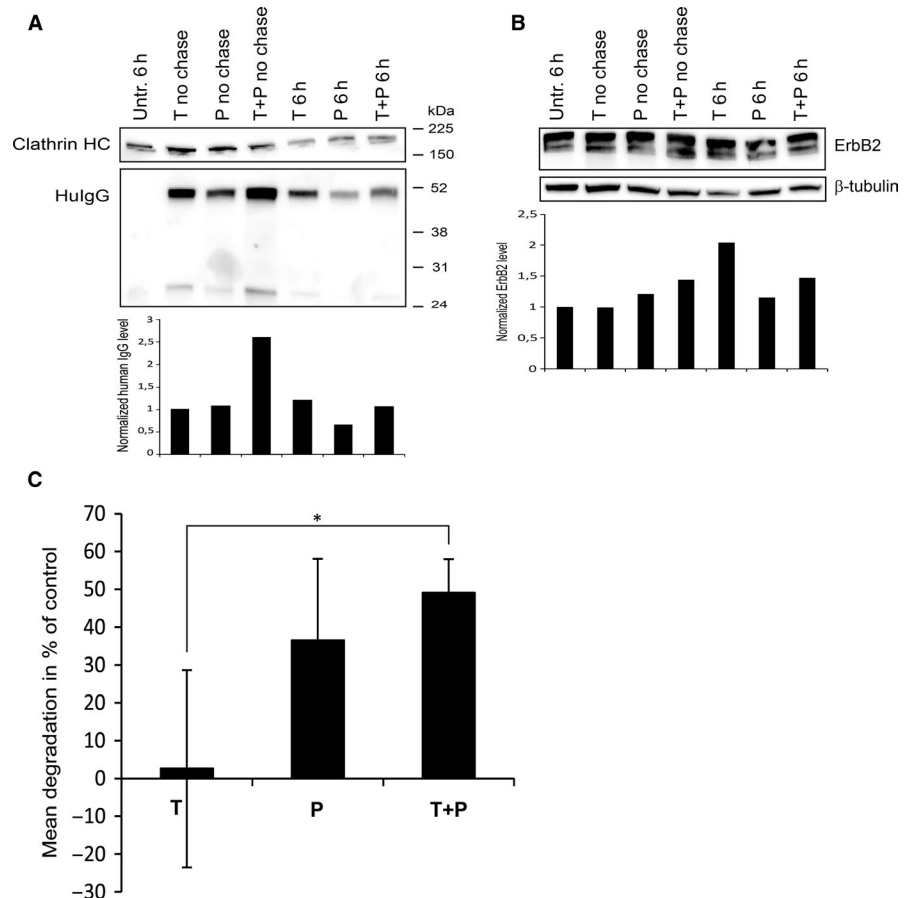 A
Untr. 6 h
T no chase
P no chase
T+P no chase
T 6 h
P 6 h
T+P 6 h
kDa
Clathrin HC
225
150
HuIgG
52
38
31
24
Normalized human IgG level
3
2,5
2
1,5
1
0,5
0
B
Untr. 6 h
T no chase
P no chase
T+P no chase
T 6 h
P 6 h
T+P 6 h
ErbB2
β-tubulin
Normalized ErbB2 level
2,5
2
1,5
1
0,5
0
C
Mean degradation in % of control
70
60
50
40
30
20
10
0
−10
−20
−30
*
T
P
T+P